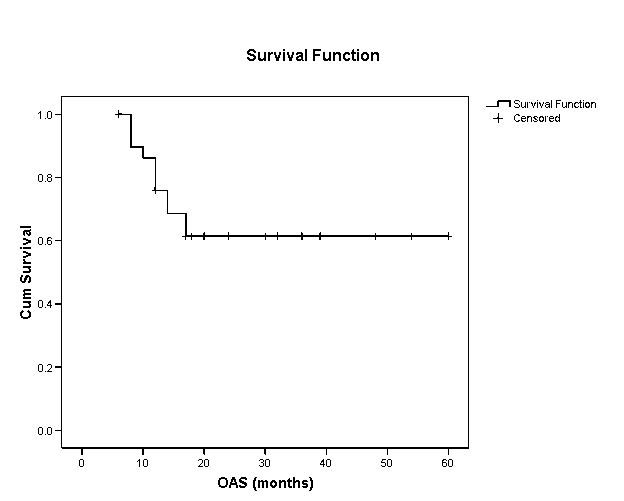 Survival Function
Survival Function
Censored
1.0
0.8
0.6
0.4
0.2
0.0
Cum Survival
0 10 20 30 40 50 60
OAS (months)